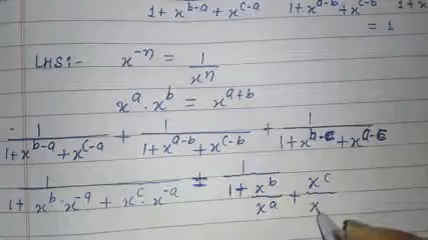 1 + x^(b-a) + x^(c-a) 1 + x^(a-b) + x^(c-b) 1 + x
= 1
LHS:- x^(-n) = 1/x^n
x^a . x^b = x^(a+b)
1/(1 + x^(b-a) + x^(c-a)) + 1/(1 + x^(a-b) + x^(c-b)) + 1/(1 + x^(b-c) + x^(a-c))
1/(1 + x^b . x^(-a) + x^c . x^(-a)) = 1/(1 + x^b/x^a + x^c/x